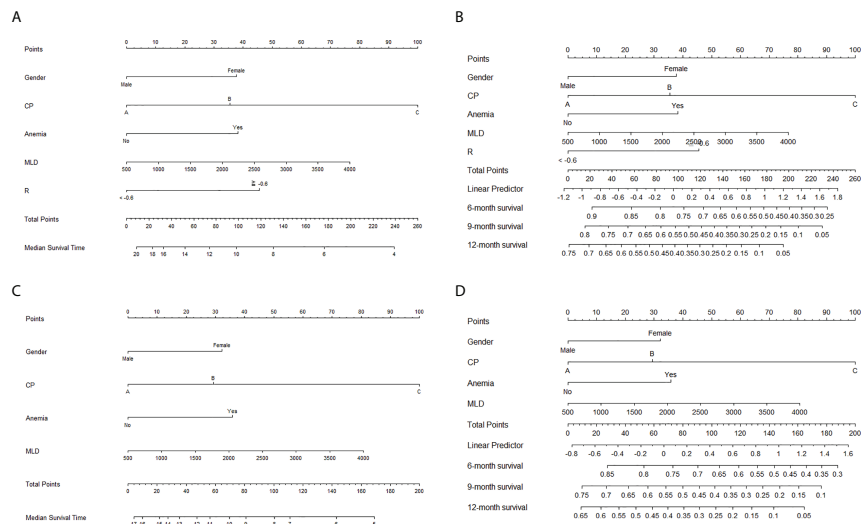 A
Points
0 10 20 30 40 50 60 70 80 90 100
Gender
Female
Male
CP
B
A C
Anemia
Yes
No
MLD
500 1000 1500 2000 2500 3000 3500 4000
R
≥ -0.6
< -0.6
Total Points
0 20 40 60 80 100 120 140 160 180 200 220 240 260
Median Survival Time
20 18 16 14 12 10 8 6 4
B
Points
0 10 20 30 40 50 60 70 80 90 100
Gender
Female
Male
CP
B
A C
Anemia
Yes
No
MLD
500 1000 1500 2000 2500 3000 3500 4000
R
-0.6
< -0.6
Total Points
0 20 40 60 80 100 120 140 160 180 200 220 240 260
Linear Predictor
-1.2 -1 -0.8 -0.6 -0.4 -0.2 0 0.2 0.4 0.6 0.8 1 1.2 1.4 1.6 1.8
6-month survival
0.9 0.85 0.8 0.75 0.7 0.65 0.6 0.55 0.5 0.45 0.4 0.35 0.3 0.25
9-month survival
0.8 0.75 0.7 0.65 0.6 0.55 0.5 0.45 0.4 0.35 0.3 0.25 0.2 0.15 0.1 0.05
12-month survival
0.75 0.7 0.65 0.6 0.55 0.5 0.45 0.4 0.35 0.3 0.25 0.2 0.15 0.1 0.05
C
Points
0 10 20 30 40 50 60 70 80 90 100
Gender
Female
Male
CP
B
A C
Anemia
Yes
No
MLD
500 1000 1500 2000 2500 3000 3500 4000
Total Points
0 20 40 60 80 100 120 140 160 180 200
Median Survival Time
D
Points
0 10 20 30 40 50 60 70 80 90 100
Gender
Female
Male
CP
B
A C
Anemia
Yes
No
MLD
500 1000 1500 2000 2500 3000 3500 4000
Total Points
0 20 40 60 80 100 120 140 160 180 200
Linear Predictor
-0.8 -0.6 -0.4 -0.2 0 0.2 0.4 0.6 0.8 1 1.2 1.4 1.6
6-month survival
0.85 0.8 0.75 0.7 0.65 0.6 0.55 0.5 0.45 0.4 0.35 0.3
9-month survival
0.75 0.7 0.65 0.6 0.55 0.5 0.45 0.4 0.35 0.3 0.25 0.2 0.15 0.1
12-month survival
0.65 0.6 0.55 0.5 0.45 0.4 0.35 0.3 0.25 0.2 0.15 0.1 0.05